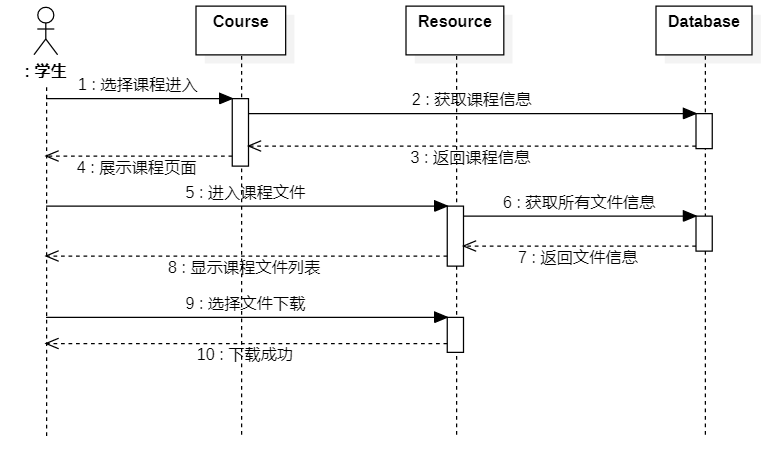 Course
Resource
Database
: 学生
1 : 选择课程进入
2 : 获取课程信息
3 : 返回课程信息
4 : 展示课程页面
5 : 进入课程文件
6 : 获取所有文件信息
7 : 返回文件信息
8 : 显示课程文件列表
9 : 选择文件下载
10 : 下载成功